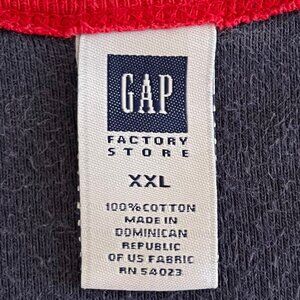 GAP
FACTORY
STORE
XXL
100% COTTON
MADE IN
DOMINICAN
REPUBLIC
OF US FABRIC
RN 54023